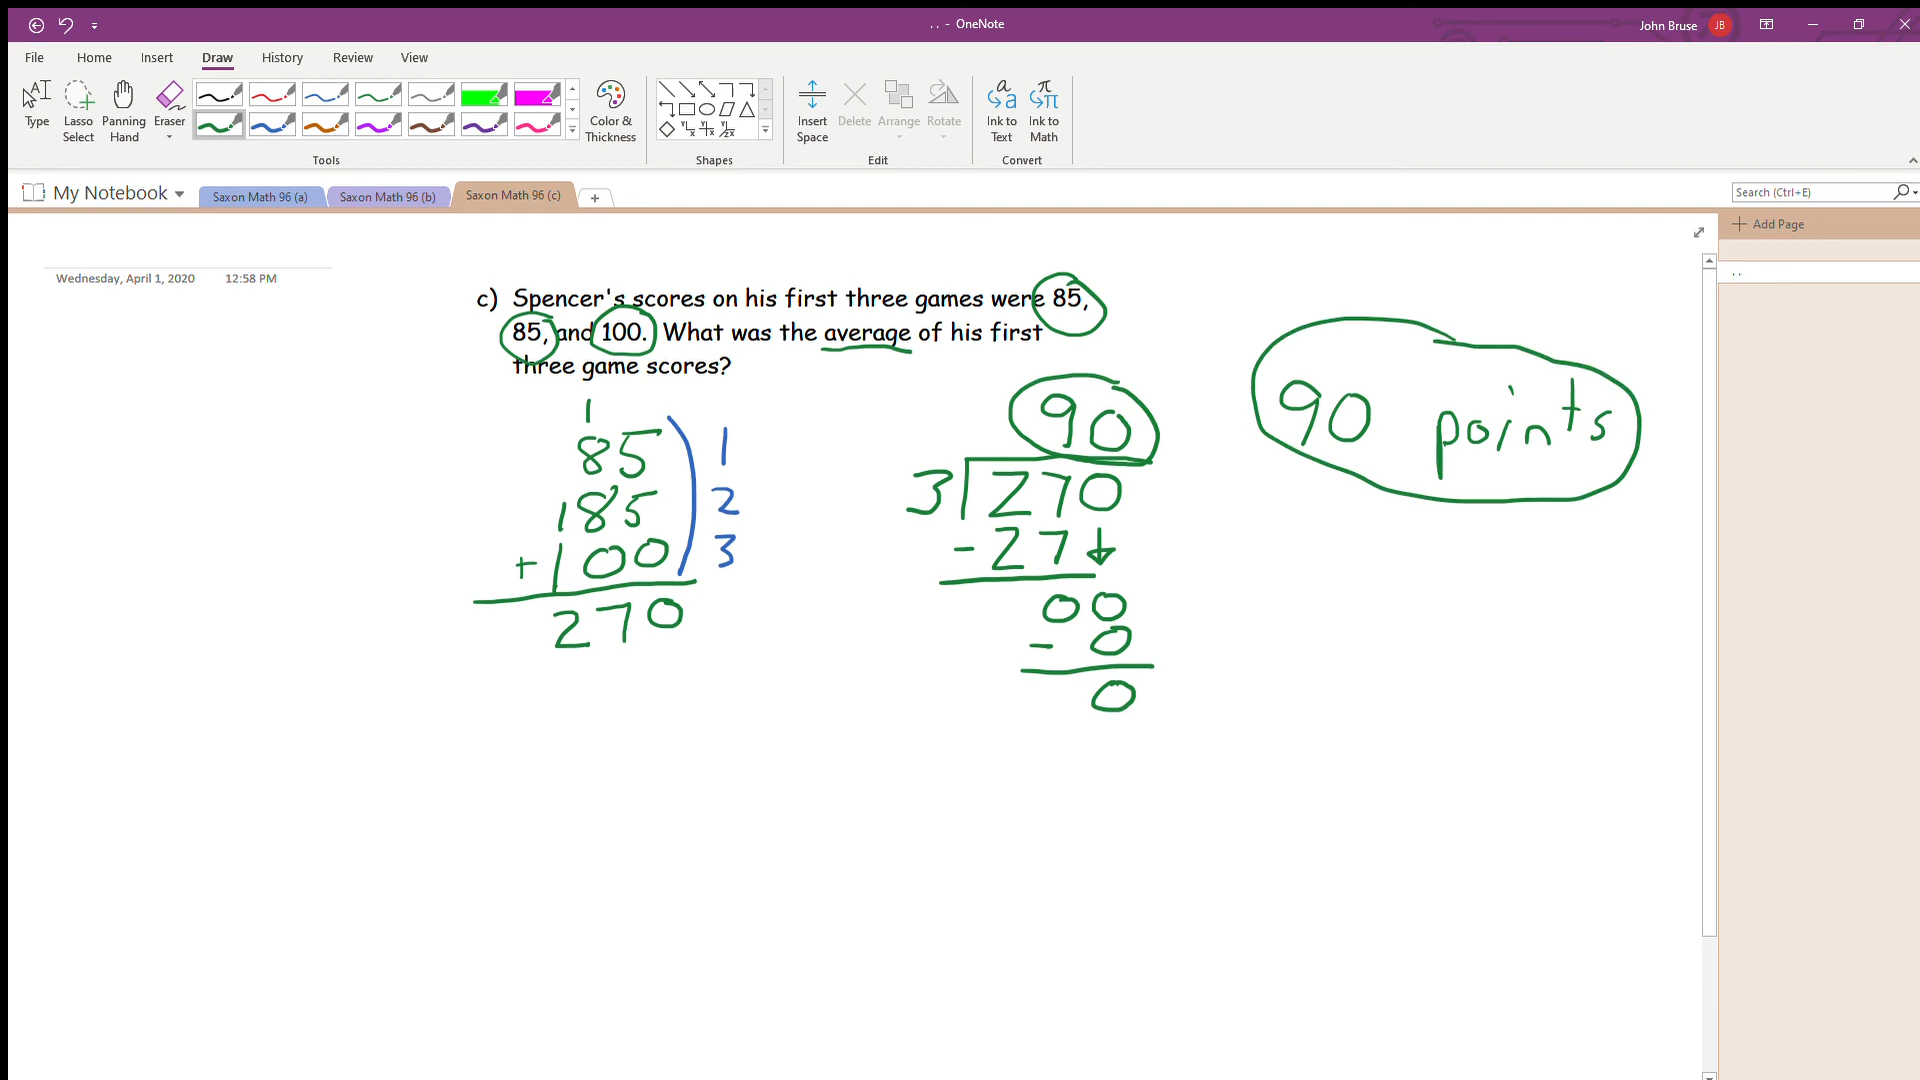 .. - OneNote
John Bruse JB
File Home Insert Draw History Review View
Type Lasso Select Panning Hand Eraser Color & Thickness Insert Space Delete Arrange Rotate Ink to Text Ink to Math
Tools Shapes Edit Convert
My Notebook Saxon Math 96 (a) Saxon Math 96 (b) Saxon Math 96 (c) Search (Ctrl+E)
Add Page
..
Wednesday, April 1, 2020 12:58 PM
c) Spencer's scores on his first three games were 85,
85, and 100. What was the average of his first
three game scores?
1
85 1
185 2
+100 3
270
90
3 270
-27↓
00
-0
0
90 points